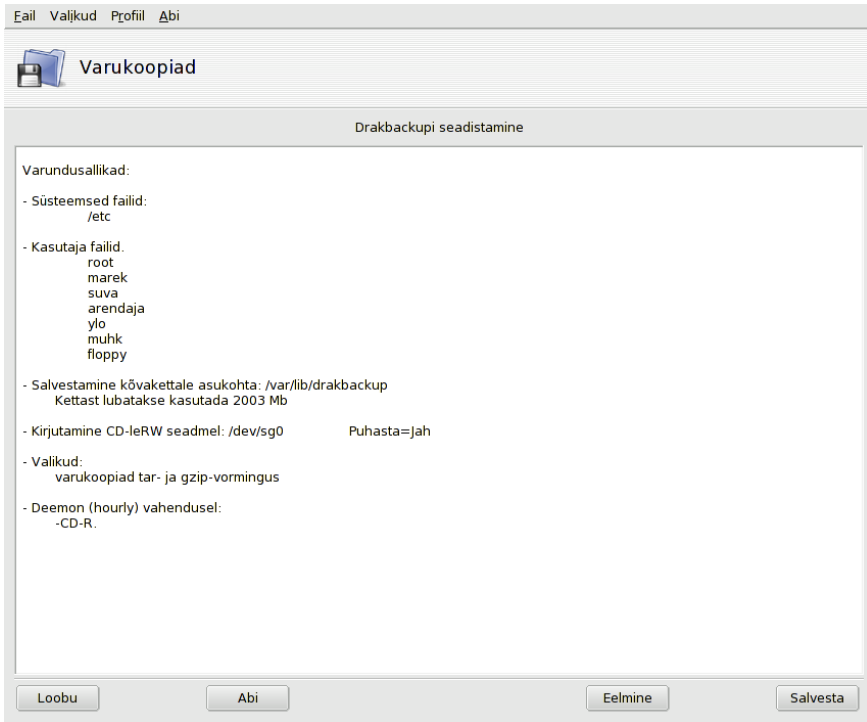 Fail Valikud Profiil Abi
Varukoopiad
Drakbackupi seadistamine
Varundusallikad:
- Süsteemsed failid:
/etc
- Kasutaja failid.
root
marek
suva
arendaja
ylo
muhk
floppy
- Salvestamine kõvakettale asukohta: /var/lib/drakbackup
Kettast lubatakse kasutada 2003 Mb
- Kirjutamine CD-leRW seadmel: /dev/sg0 Puhasta=Jah
- Valikud:
varukoopiad tar- ja gzip-vormingus
- Deemon (hourly) vahendusel:
-CD-R.
Loobu Abi Eelmine Salvesta